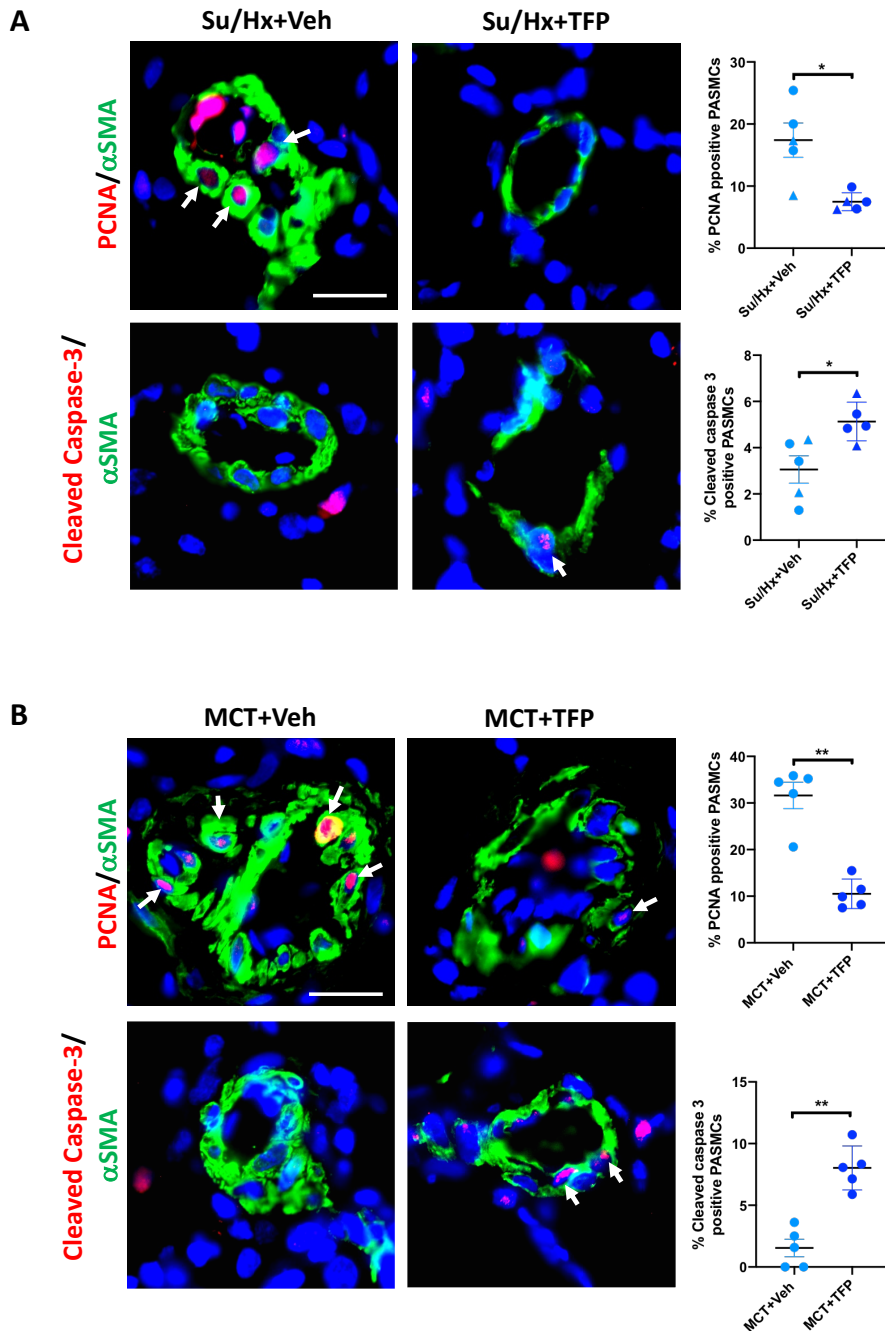 A
Su/Hx+Veh
Su/Hx+TFP
PCNA/αSMA
% PCNA ppositive PASMCs
30
20
10
0
*
Su/Hx+Veh
Su/Hx+TFP
Cleaved Caspase-3/
αSMA
% Cleaved caspase 3
positive PASMCs
8
6
4
2
0
*
Su/Hx+Veh
Su/Hx+TFP
B
MCT+Veh
MCT+TFP
PCNA/αSMA
% PCNA ppositive PASMCs
40
30
20
10
0
**
MCT+Veh
MCT+TFP
Cleaved Caspase-3/
αSMA
% Cleaved caspase 3
positive PASMCs
15
10
5
0
**
MCT+Veh
MCT+TFP